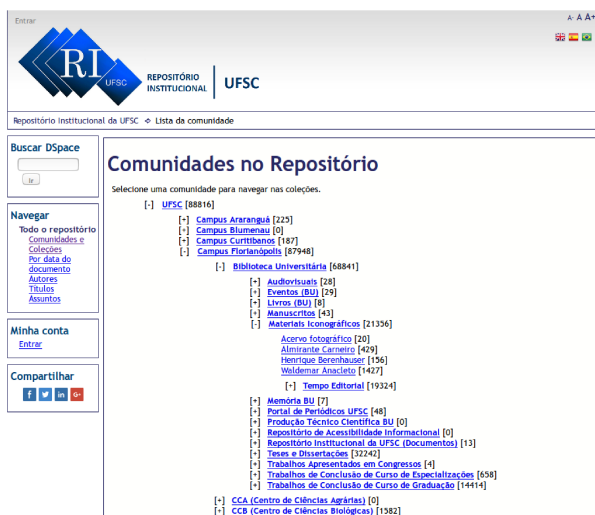 Entrar
A- A A+
RI
UFSC
REPOSITÓRIO
INSTITUCIONAL
UFSC
Repositório Institucional da UFSC Lista da comunidade
Buscar DSpace
Ir
Navegar
Todo o repositório
Comunidades e
Coleções
Por data do
documento
Autores
Títulos
Assuntos
Minha conta
Entrar
Compartilhar
f in G+
Comunidades no Repositório
Selecione uma comunidade para navegar nas coleções.
[-] UFSC [88816]
[+] Campus Araranguá [225]
[+] Campus Blumenau [0]
[+] Campus Curitibanos [187]
[-] Campus Florianópolis [87948]
[-] Biblioteca Universitária [68841]
[+] Audiovisuais [28]
[+] Eventos (BU) [29]
[+] Livros (BU) [8]
[+] Manuscritos [43]
[-] Materiais Iconográficos [21356]
Acervo fotográfico [20]
Almirante Carneiro [429]
Henrique Berenhauser [156]
Waldemar Anacleto [1427]
[+] Tempo Editorial [19324]
[+] Memória BU [7]
[+] Portal de Periódicos UFSC [48]
[+] Produção Técnico Científica BU [0]
[+] Repositório de Acessibilidade Informacional [0]
[+] Repositório Institucional da UFSC (Documentos) [13]
[+] Teses e Dissertações [32242]
[+] Trabalhos Apresentados em Congressos [4]
[+] Trabalhos de Conclusão de Curso de Especializações [658]
[+] Trabalhos de Conclusão de Curso de Graduação [14414]
[+] CCA (Centro de Ciências Agrárias) [0]
[+] CCB (Centro de Ciências Biológicas) [1582]